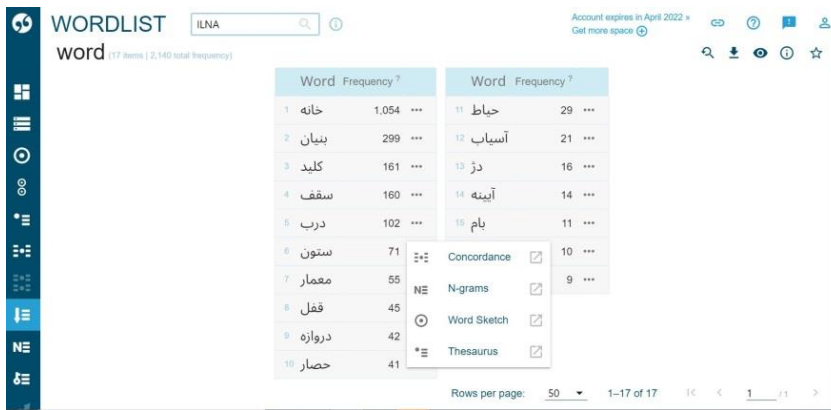 WORDLIST
ILNA
Account expires in April 2022 »
Get more space
word (17 items | 2,140 total frequency)
Word Frequency ?
1 خانه 1,054
2 بنیان 299
3 کلید 161
4 سقف 160
5 درب 102
6 ستون 71
7 معمار 55
8 قفل 45
9 دروازه 42
10 حصار 41
Word Frequency ?
11 حیاط 29
12 آسیاب 21
13 دژ 16
14 آیینه 14
15 بام 11
10
9
Concordance
N-grams
Word Sketch
Thesaurus
Rows per page: 50 1–17 of 17 1 / 1